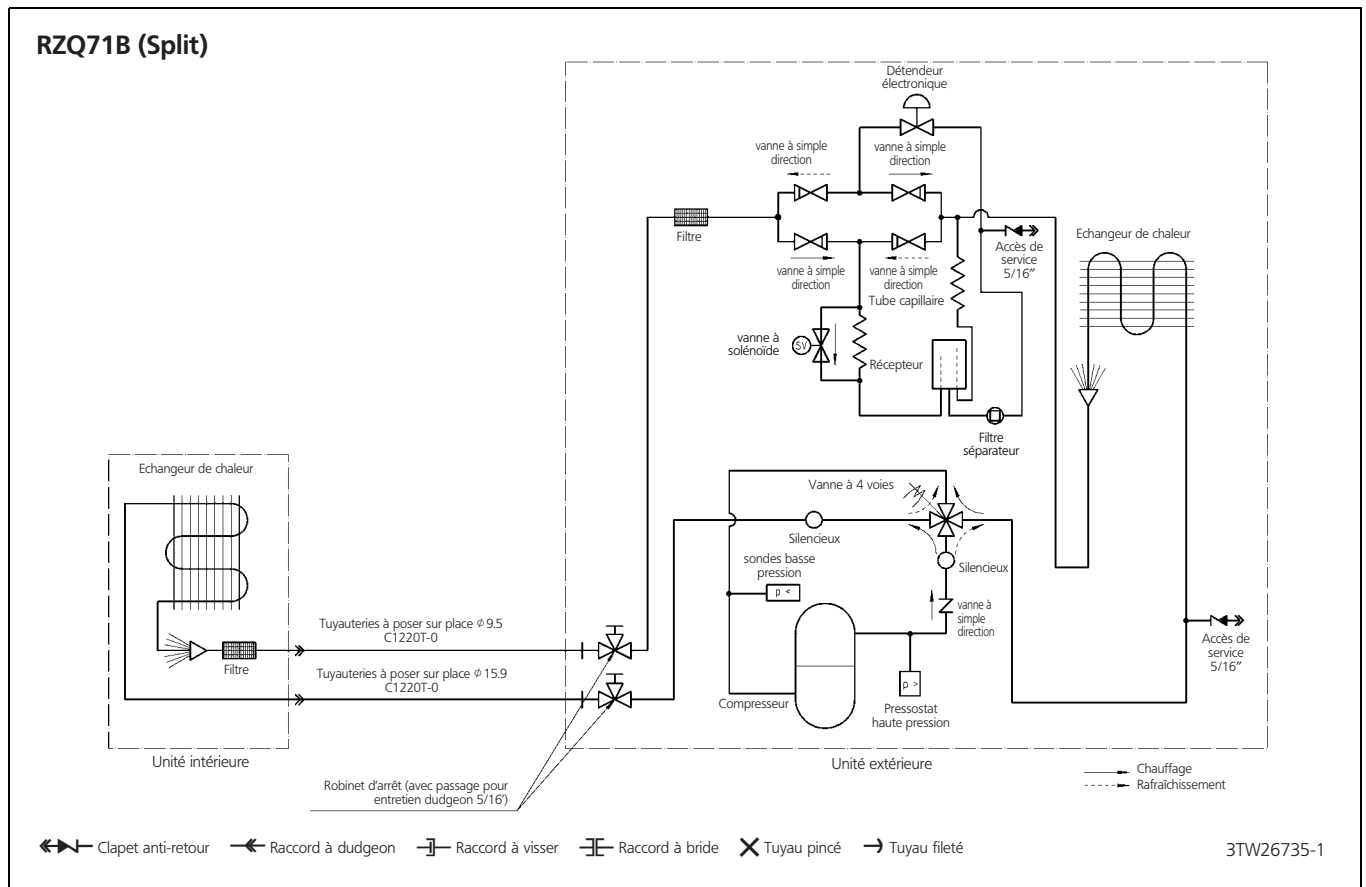 RZQ71B (Split)
Détendeur
électronique
vanne à simple
direction
vanne à simple
direction
Filtre
Accès de
service
5/16"
Echangeur de chaleur
vanne à simple
direction
vanne à simple
direction
Tube capillaire
vanne à
solénoïde
SV
Récepteur
Filtre
séparateur
Echangeur de chaleur
Vanne à 4 voies
Silencieux
Silencieux
sondes basse
pression
p <
vanne à
simple
direction
Tuyauteries à poser sur place ϕ 9.5
C1220T-0
Filtre
Tuyauteries à poser sur place ϕ 15.9
C1220T-0
Accès de
service
5/16"
p >
Compresseur
Pressostat
haute pression
Unité intérieure
Unité extérieure
Robinet d'arrêt (avec passage pour
entretien dudgeon 5/16')
Chauffage
Rafraîchissement
Clapet anti-retour
Raccord à dudgeon
Raccord à visser
Raccord à bride
Tuyau pincé
Tuyau fileté
3TW26735-1